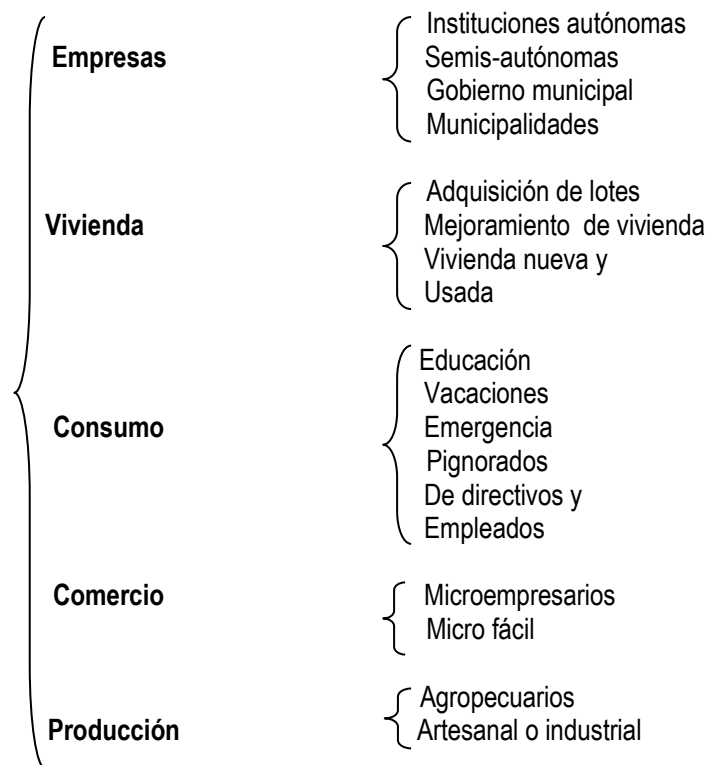 Empresas
Instituciones autónomas
Semis-autónomas
Gobierno municipal
Municipalidades
Vivienda
Adquisición de lotes
Mejoramiento de vivienda
Vivienda nueva y
Usada
Consumo
Educación
Vacaciones
Emergencia
Pignorados
De directivos y
Empleados
Comercio
Microempresarios
Micro fácil
Producción
Agropecuarios
Artesanal o industrial